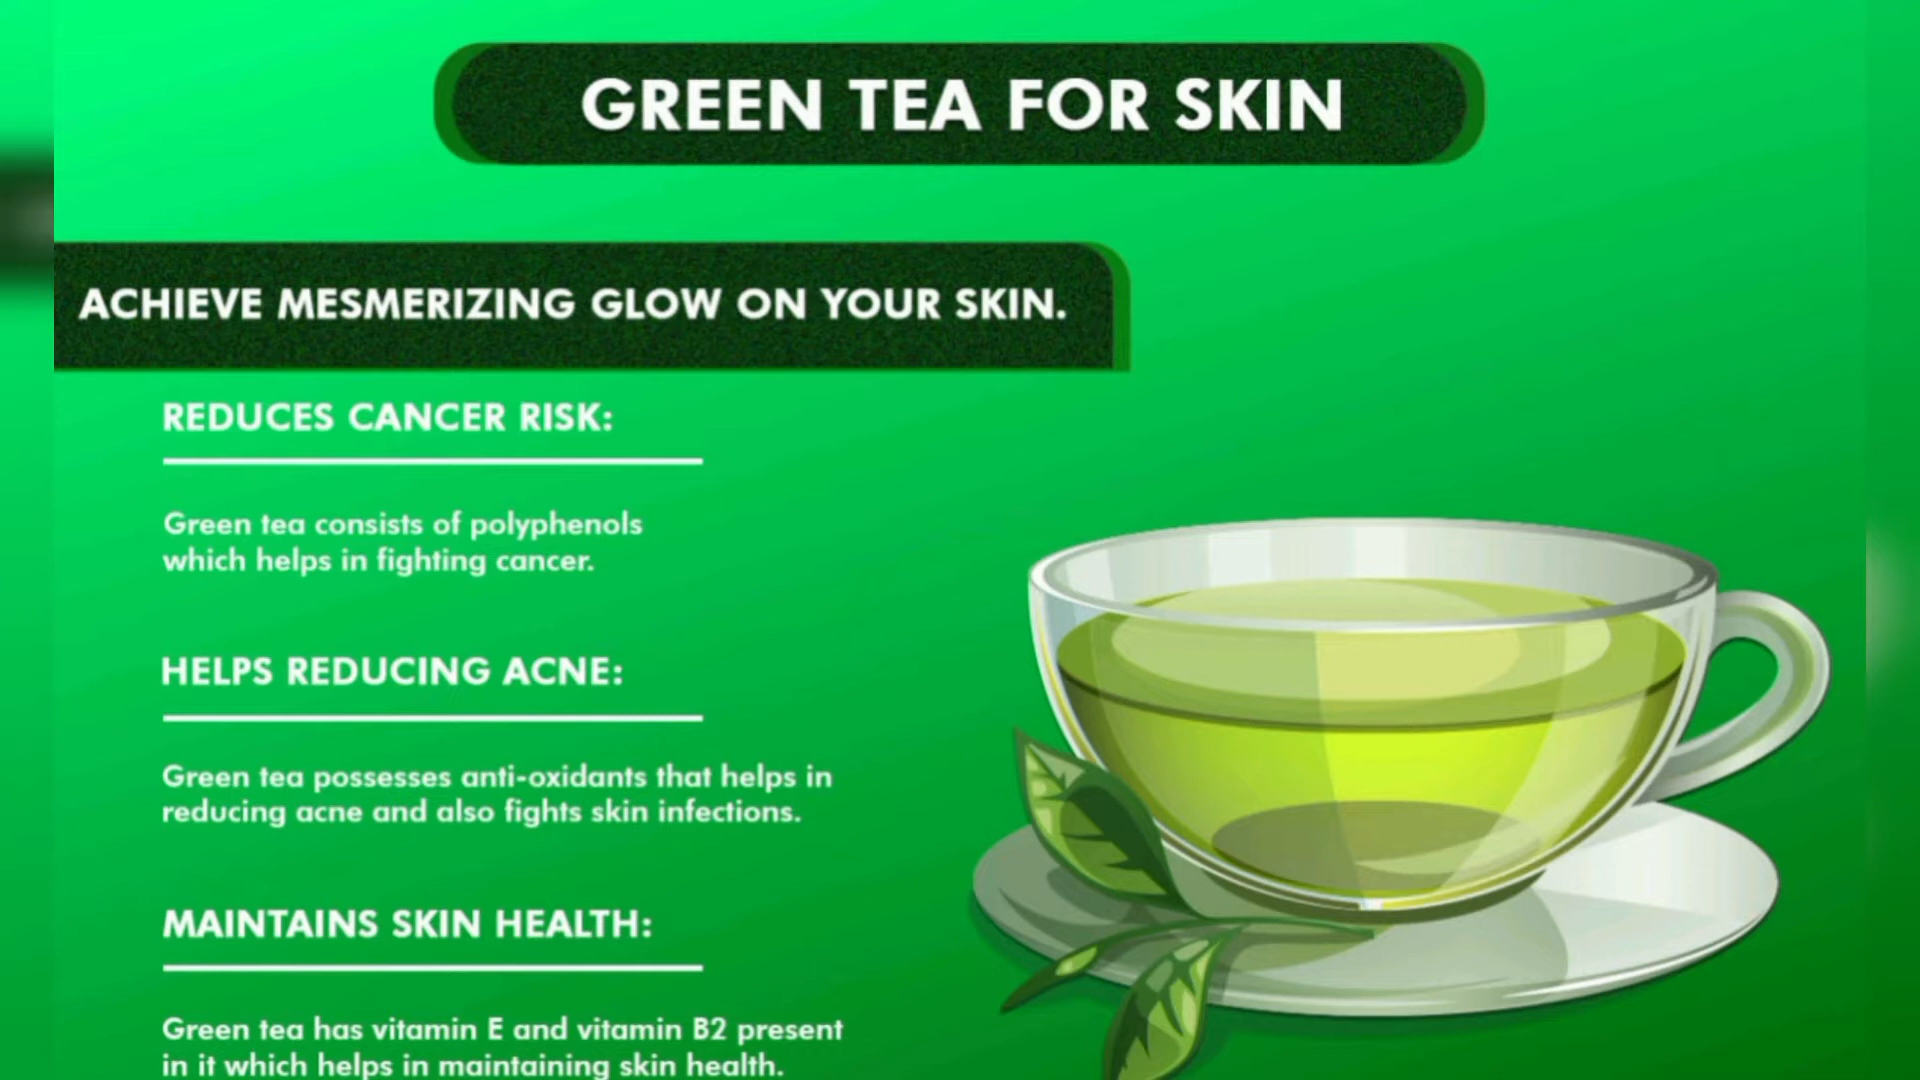 GREEN TEA FOR SKIN
ACHIEVE MESMERIZING GLOW ON YOUR SKIN.
REDUCES CANCER RISK:
Green tea consists of polyphenols
which helps in fighting cancer.
HELPS REDUCING ACNE:
Green tea possesses anti-oxidants that helps in
reducing acne and also fights skin infections.
MAINTAINS SKIN HEALTH:
Green tea has vitamin E and vitamin B2 present
in it which helps in maintaining skin health.